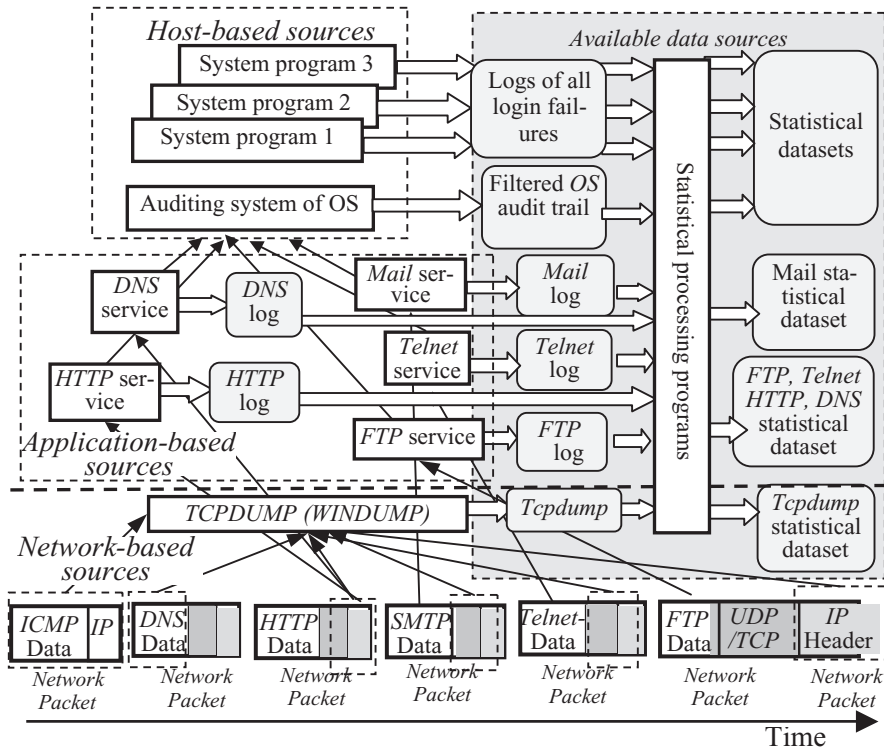 Host-based sources
System program 3
System program 2
System program 1
Auditing system of OS
Available data sources
Logs of all
login fail-
ures
Filtered OS
audit trail
Statistical processing programs
Statistical
datasets
DNS
service
DNS
log
Mail ser-
vice
Mail
log
Mail sta-
tistical
dataset
HTTP ser-
vice
HTTP
log
Telnet
service
Telnet
log
FTP, Telnet
HTTP, DNS
statistical
dataset
Application-based
sources
FTP service
FTP
log
TCPDUMP (WINDUMP)
Tcpdump
Tcpdump
statistical
dataset
Network-based
sources
ICMP
Data
IP
DNS
Data
HTTP
Data
SMTP
Data
Telnet-
Data
FTP
Data
UDP
/TCP
IP
Header
Network
Packet
Network
Packet
Network
Packet
Network
Packet
Network
Packet
Network
Packet
Network
Packet
Time